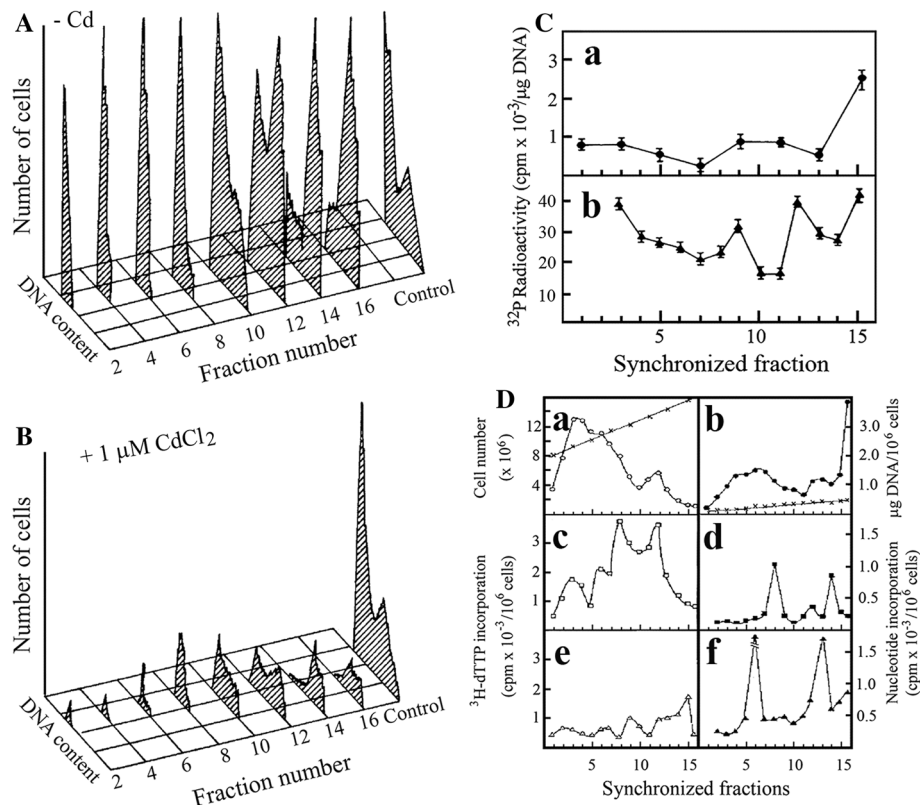 A
- Cd
Number of cells
DNA content
2
4
6
8
10
12
14
16
Control
Fraction number
B
+ 1 μM CdCl2
Number of cells
DNA content
2
4
6
8
10
12
14
16
Control
Fraction number
C
a
3
2
1
b
40
30
20
10
32P Radioactivity (cpm x 10-3/μg DNA)
5
10
15
Synchronized fraction
D
a
12
8
4
Cell number
(x 106)
b
3.0
2.0
1.0
μg DNA/106 cells
c
3
2
1
d
1.5
1.0
0.5
e
3
2
1
f
1.5
1.0
0.5
3H-dTTP incorporation
(cpm x 10-3/106 cells)
Nucleotide incorporation
(cpm x 10-3/106 cells)
5
10
15
5
10
15
Synchronized fractions